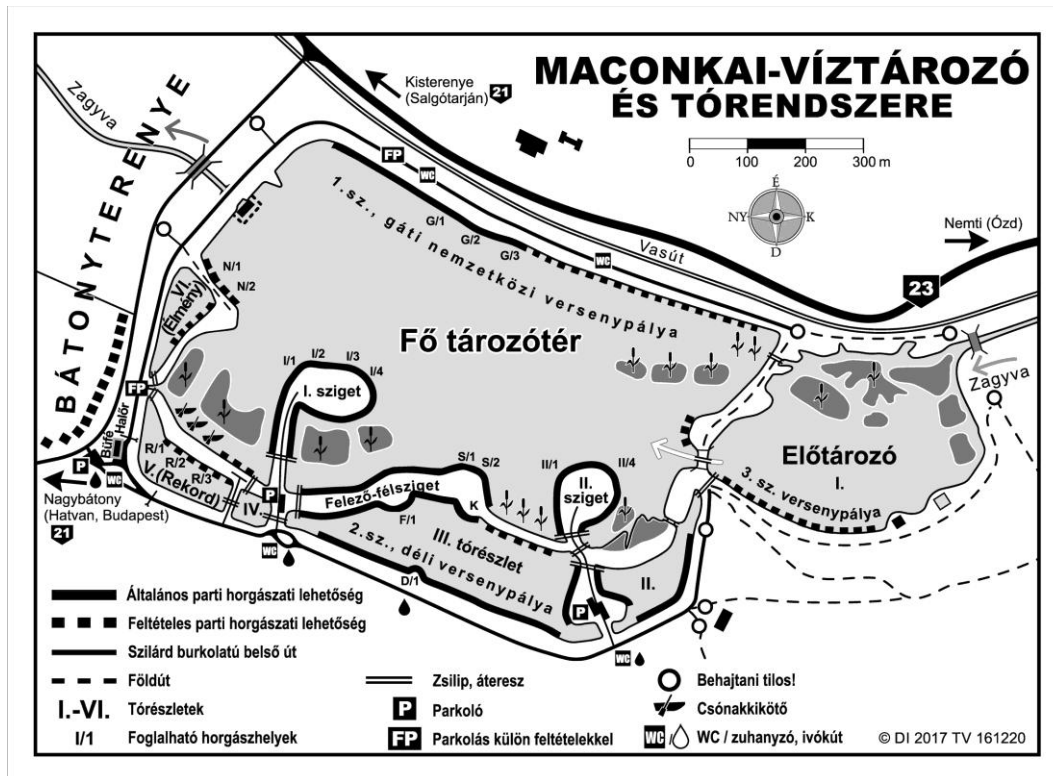 MACONKAI-VÍZTÁROZÓ
ÉS TÓRENDSZERE
0 100 200 300 m
É
NY K
D
Kisterenye
(Salgótarján) 21
Zagyva
BÁTONYTERENYE
FP
WC
1.sz., gáti nemzetközi versenypálya
G/1
G/2
G/3
WC
Vasút
Nemti (Ózd)
23
N/1
N/2
VI.
(Élmény)
Fő tározótér
I/1
I/2
I/3
I/4
I. sziget
FP
Zagyva
Büfé
Halőr
R/1
R/2
R/3
V. (Rekord)
P
WC
Nagybátony
(Hatvan, Budapest)
21
P
IV.
WC
Felező-félsziget
S/1
S/2
K
F/1
II/1
II/4
II.
sziget
Előtározó
I.
3. sz. versenypálya
III. tórészlet
2.sz., déli versenypálya
D/1
II.
P
WC
Általános parti horgászati lehetőség
Feltételes parti horgászati lehetőség
Szilárd burkolatú belső út
Földút
I.-VI. Tórészletek
I/1 Foglalható horgászhelyek
Zsilip, áteresz
P Parkoló
FP Parkolás külön feltételekkel
Behajtani tilos!
Csónakkikötő
WC / WC / zuhanyzó, ivókút
© DI 2017 TV 161220